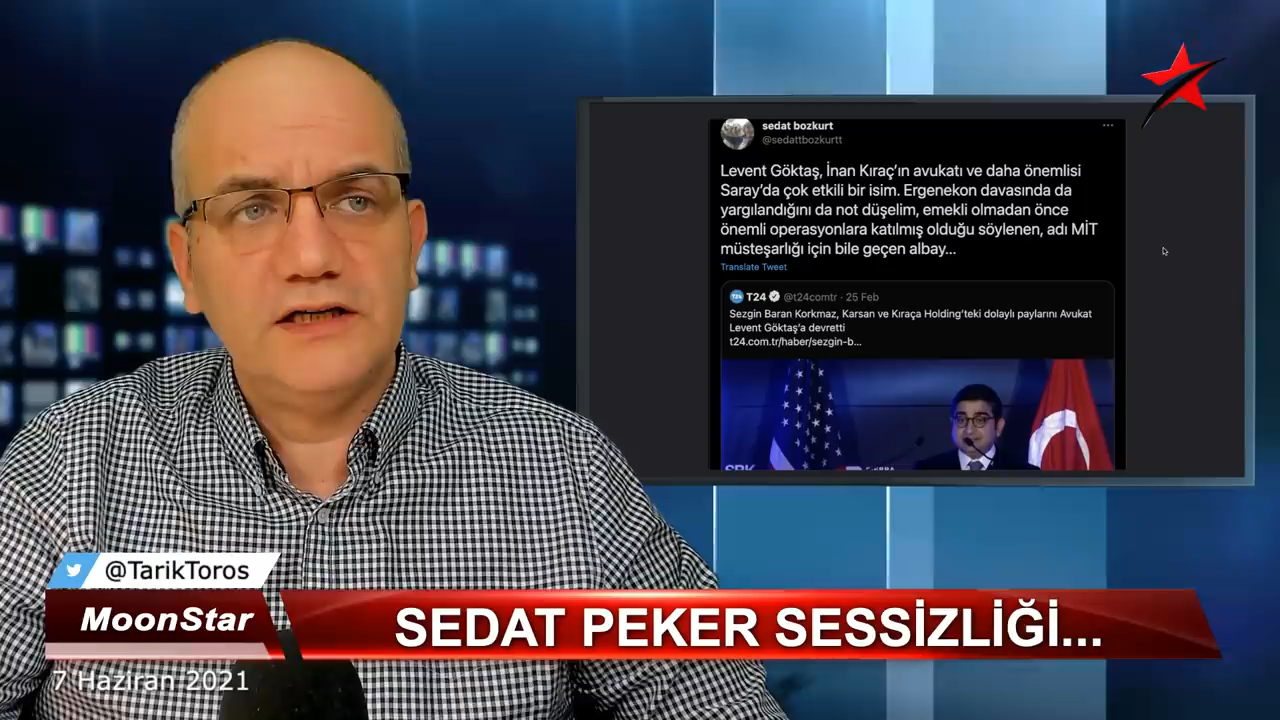 sedat bozkurt
@sedattbozkurtt
Levent Göktaş, İnan Kıraç'ın avukatı ve daha önemlisi
Saray'da çok etkili bir isim. Ergenekon davasında da
yargılandığını da not düşelim, emekli olmadan önce
önemli operasyonlara katılmış olduğu söylenen, adı MİT
müsteşarlığı için bile geçen albay...
Translate Tweet
T24 @t24comtr · 25 Feb
Sezgin Baran Korkmaz, Karsan ve Kıraça Holding'teki dolaylı paylarını Avukat
Levent Göktaş'a devretti
t24.com.tr/haber/sezgin-b...
@TarikToros
MoonStar
SEDAT PEKER SESSİZLİĞİ...
7 Haziran 2021